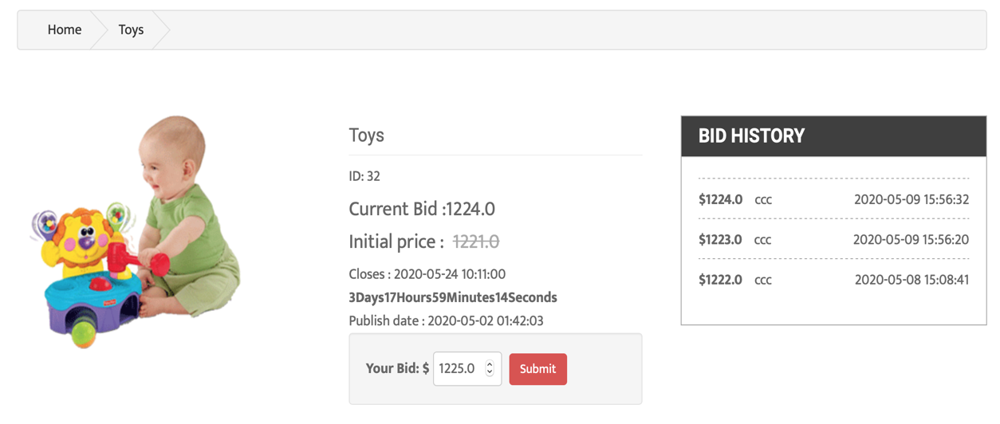 Home
Toys
Toys
ID: 32
Current Bid :1224.0
Initial price : 1221.0
Closes : 2020-05-24 10:11:00
3Days17Hours59Minutes14Seconds
Publish date : 2020-05-02 01:42:03
Your Bid: $ 1225.0 Submit
BID HISTORY
$1224.0 ccc 2020-05-09 15:56:32
$1223.0 ccc 2020-05-09 15:56:20
$1222.0 ccc 2020-05-08 15:08:41